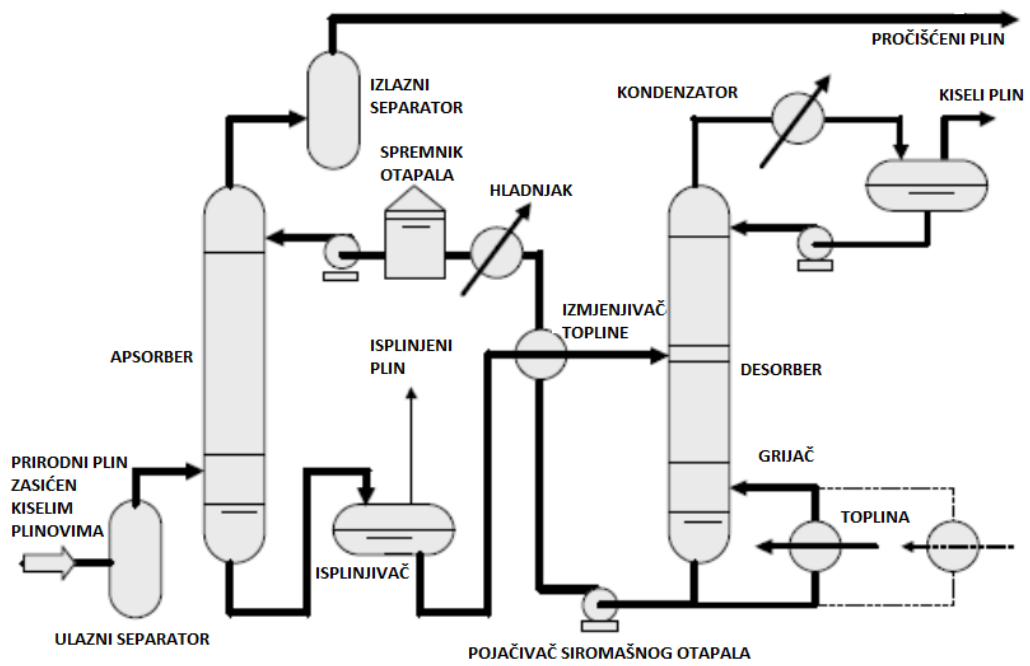 PROČIŠĆENI PLIN
IZLAZNI
SEPARATOR
KONDENZATOR
KISELI PLIN
SPREMNIK
OTAPALA
HLADNJAK
IZMJENJIVAČ
TOPLINE
ISPLINJENI
PLIN
APSORBER
DESORBER
PRIRODNI PLIN
ZASIĆEN
KISELIM
PLINOVIMA
GRIJAČ
TOPLINA
ISPLINJIVAČ
ULAZNI SEPARATOR
POJAČIVAČ SIROMAŠNOG OTAPALA